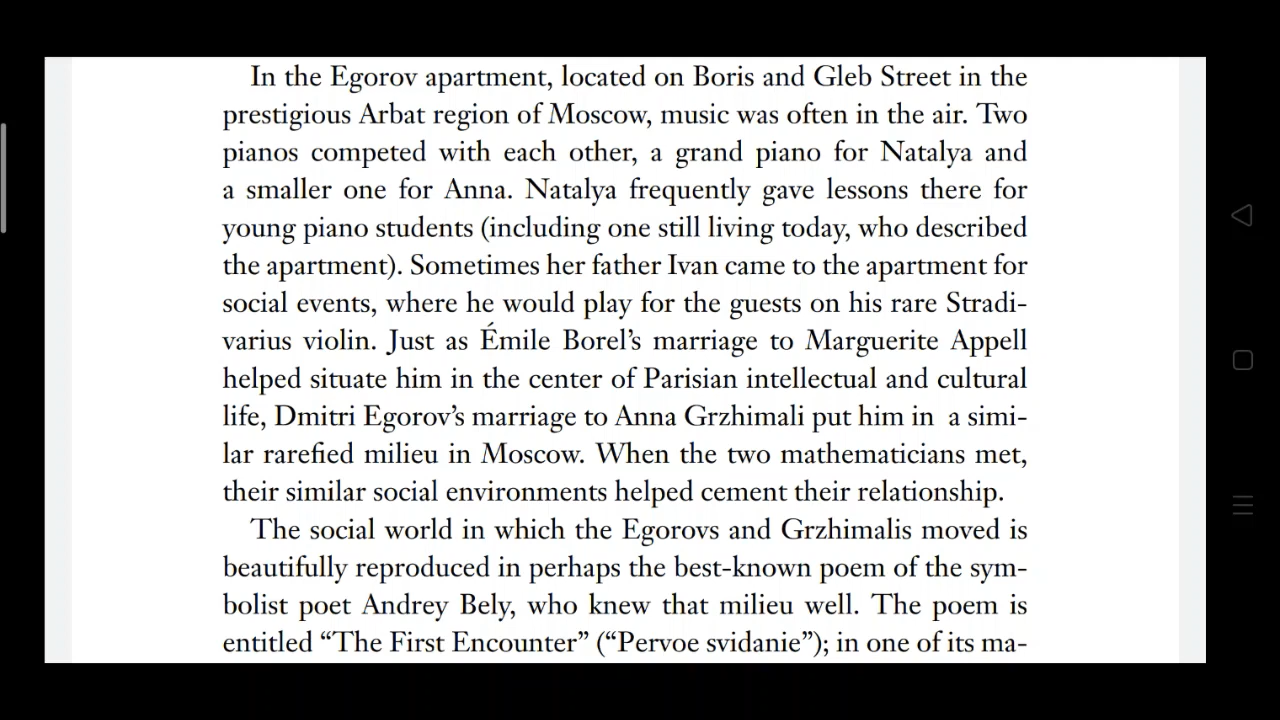 In the Egorov apartment, located on Boris and Gleb Street in the
prestigious Arbat region of Moscow, music was often in the air. Two
pianos competed with each other, a grand piano for Natalya and
a smaller one for Anna. Natalya frequently gave lessons there for
young piano students (including one still living today, who described
the apartment). Sometimes her father Ivan came to the apartment for
social events, where he would play for the guests on his rare Stradi-
varius violin. Just as Émile Borel’s marriage to Marguerite Appell
helped situate him in the center of Parisian intellectual and cultural
life, Dmitri Egorov’s marriage to Anna Grzhimali put him in a simi-
lar rarefied milieu in Moscow. When the two mathematicians met,
their similar social environments helped cement their relationship.
The social world in which the Egorovs and Grzhimalis moved is
beautifully reproduced in perhaps the best-known poem of the sym-
bolist poet Andrey Bely, who knew that milieu well. The poem is
entitled “The First Encounter” (“Pervoe svidanie”); in one of its ma-